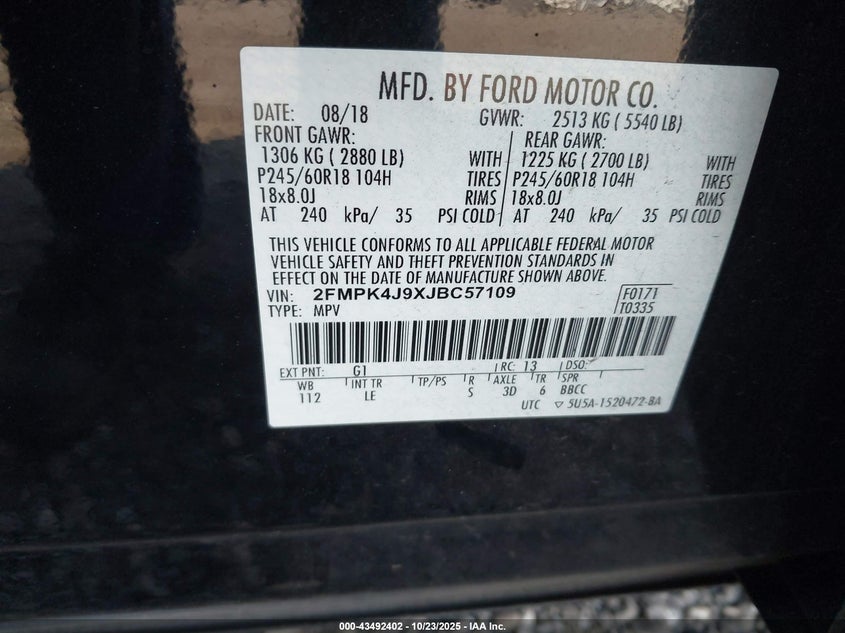 MFD. BY FORD MOTOR CO.
DATE: 08/18 GVWR: 2513 KG ( 5540 LB)
FRONT GAWR: REAR GAWR:
1306 KG ( 2880 LB) WITH 1225 KG ( 2700 LB) WITH
P245/60R18 104H TIRES P245/60R18 104H TIRES
18x8.0J RIMS 18x8.0J RIMS
AT 240 kPa/ 35 PSI COLD AT 240 kPa/ 35 PSI COLD
THIS VEHICLE CONFORMS TO ALL APPLICABLE FEDERAL MOTOR
VEHICLE SAFETY AND THEFT PREVENTION STANDARDS IN
EFFECT ON THE DATE OF MANUFACTURE SHOWN ABOVE.
VIN: 2FMPK4J9XJBC57109 F0171
TYPE: MPV T0335
EXT PNT: G1 RC: 13 DSO:
WB INT TR TP/PS R AXLE TR SPR
112 LE S 3D 6 BBCC
UTC ▽ 5U5A-1520472-BA
000-43492402 - 10/23/2025 - IAA Inc.